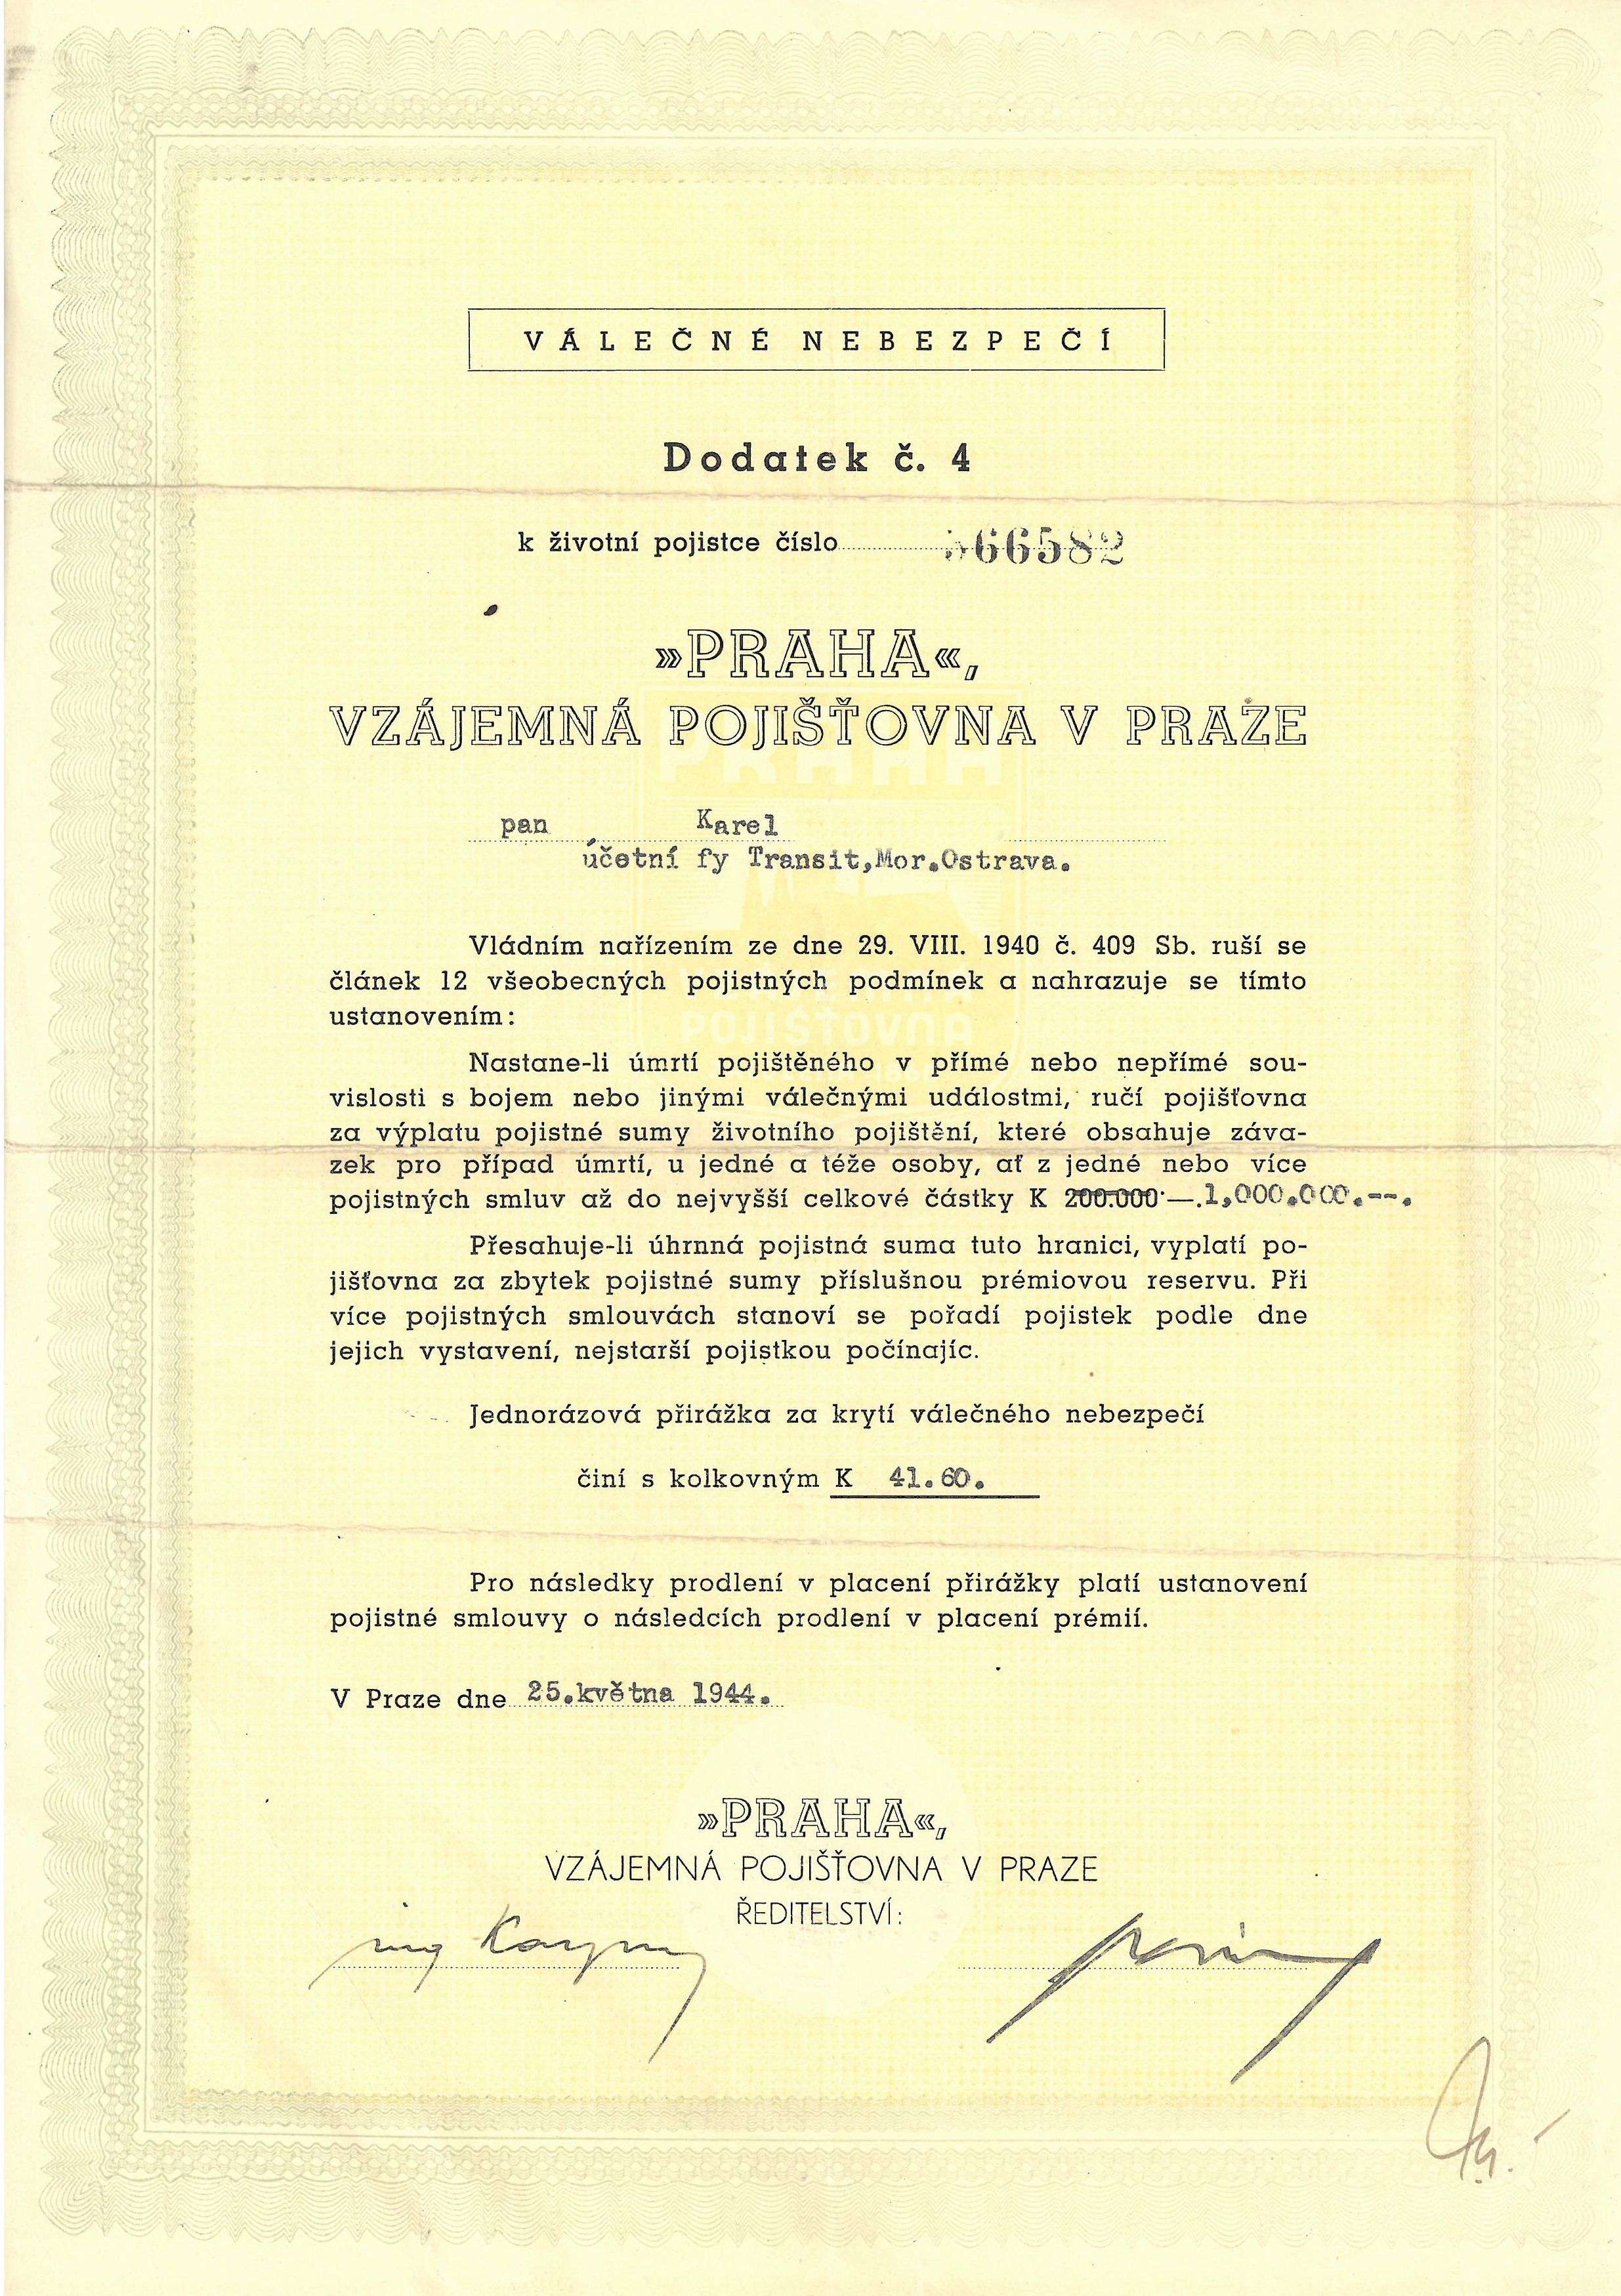 VÁLEČNÉ NEBEZPEČÍ
Dodatek č. 4
k životní pojistce číslo 566582
»PRAHA«,
VZÁJEMNÁ POJIŠŤOVNA V PRAZE
PRAHA
pan Karel
účetní fy Transit,Mor.Ostrava.
Vládním nařízením ze dne 29. VIII. 1940 č. 409 Sb. ruší se
článek 12 všeobecných pojistných podmínek a nahrazuje se tímto
ustanovením:
POJIŠŤOVNA
Nastane-li úmrtí pojištěného v přímé nebo nepřímé sou-
vislosti s bojem nebo jinými válečnými událostmi, ručí pojišťovna
za výplatu pojistné sumy životního pojištění, které obsahuje záva-
zek pro případ úmrtí, u jedné a téže osoby, ať z jedné nebo více
pojistných smluv až do nejvyšší celkové částky K 200.000·—.1,000.000.--.
Přesahuje-li úhrnná pojistná suma tuto hranici, vyplatí po-
jišťovna za zbytek pojistné sumy příslušnou prémiovou reservu. Při
více pojistných smlouvách stanoví se pořadí pojistek podle dne
jejich vystavení, nejstarší pojistkou počínajíc.
Jednorázová přirážka za krytí válečného nebezpečí
činí s kolkovným K 41.60.
Pro následky prodlení v placení přirážky platí ustanovení
pojistné smlouvy o následcích prodlení v placení prémií.
V Praze dne 25.května 1944.
»PRAHA«,
VZÁJEMNÁ POJIŠŤOVNA V PRAZE
ŘEDITELSTVÍ:
ing